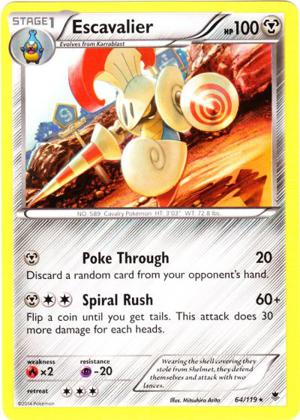 STAGE1
Escavalier
HP100
Evolves from Karrablast
NO. 589 Cavalry Pokémon HT: 3'03" WT: 72.8 lbs.
Poke Through 20
Discard a random card from your opponent's hand.
Spiral Rush 60+
Flip a coin until you get tails. This attack does 30
more damage for each heads.
weakness
×2
resistance
-20
retreat
Wearing the shell covering they
stole from Shelmet, they defend
themselves and attack with two
lances.
©2014 Pokémon
Illus. Mitsuhiro Arita
64/119